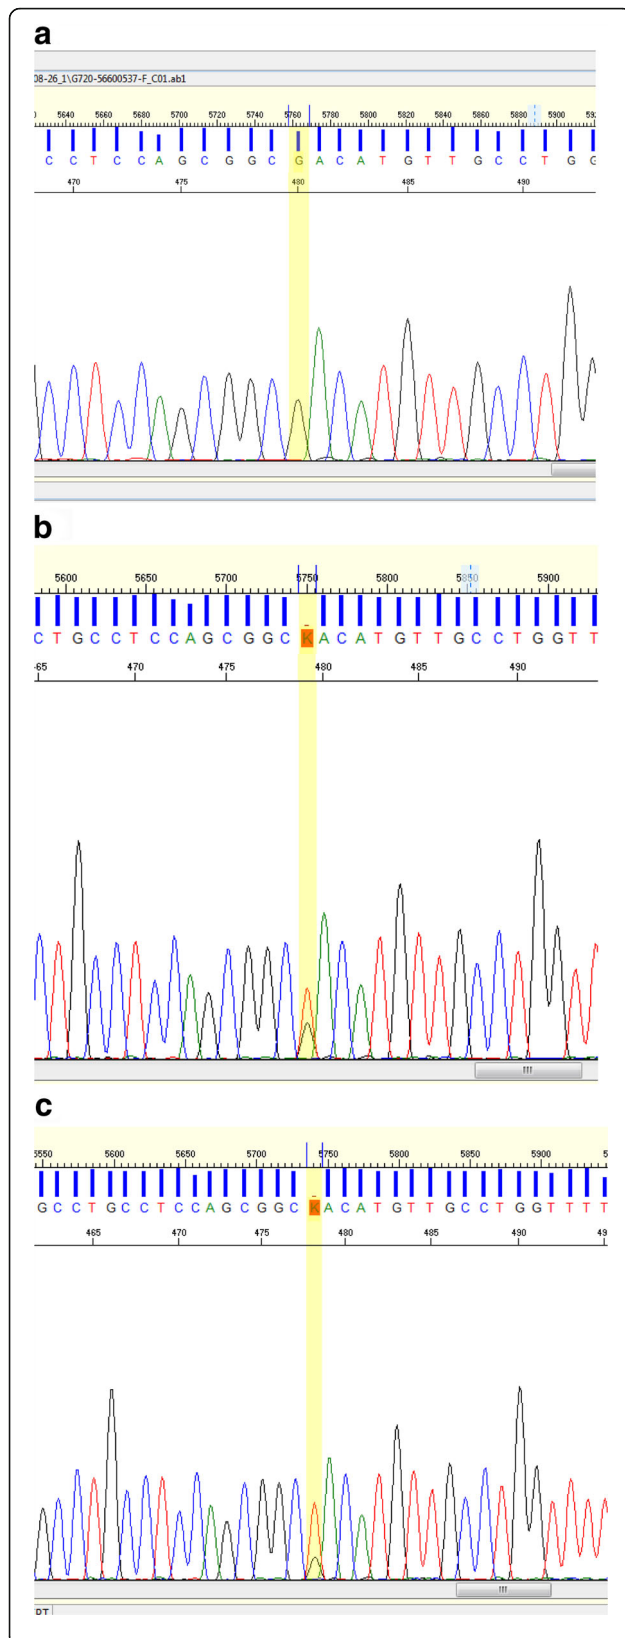 a
08-26_1\G720-56600537-F_C01.ab1
5640 5660 5680 5700 5720 5740 5760 5780 5800 5820 5840 5860 5880 5900
C C T C C A G C G G C G A C A T G T T G C C T G G
470 475 480 485 490
b
5600 5650 5700 5750 5800 5850 5900
C T G C C T C C A G C G G C K A C A T G T T G C C T G G T T
470 475 480 485 490
c
5550 5600 5650 5700 5750 5800 5850 5900
G C C T G C C T C C A G C G G C K A C A T G T T G C C T G G T T T T
465 470 475 480 485 490